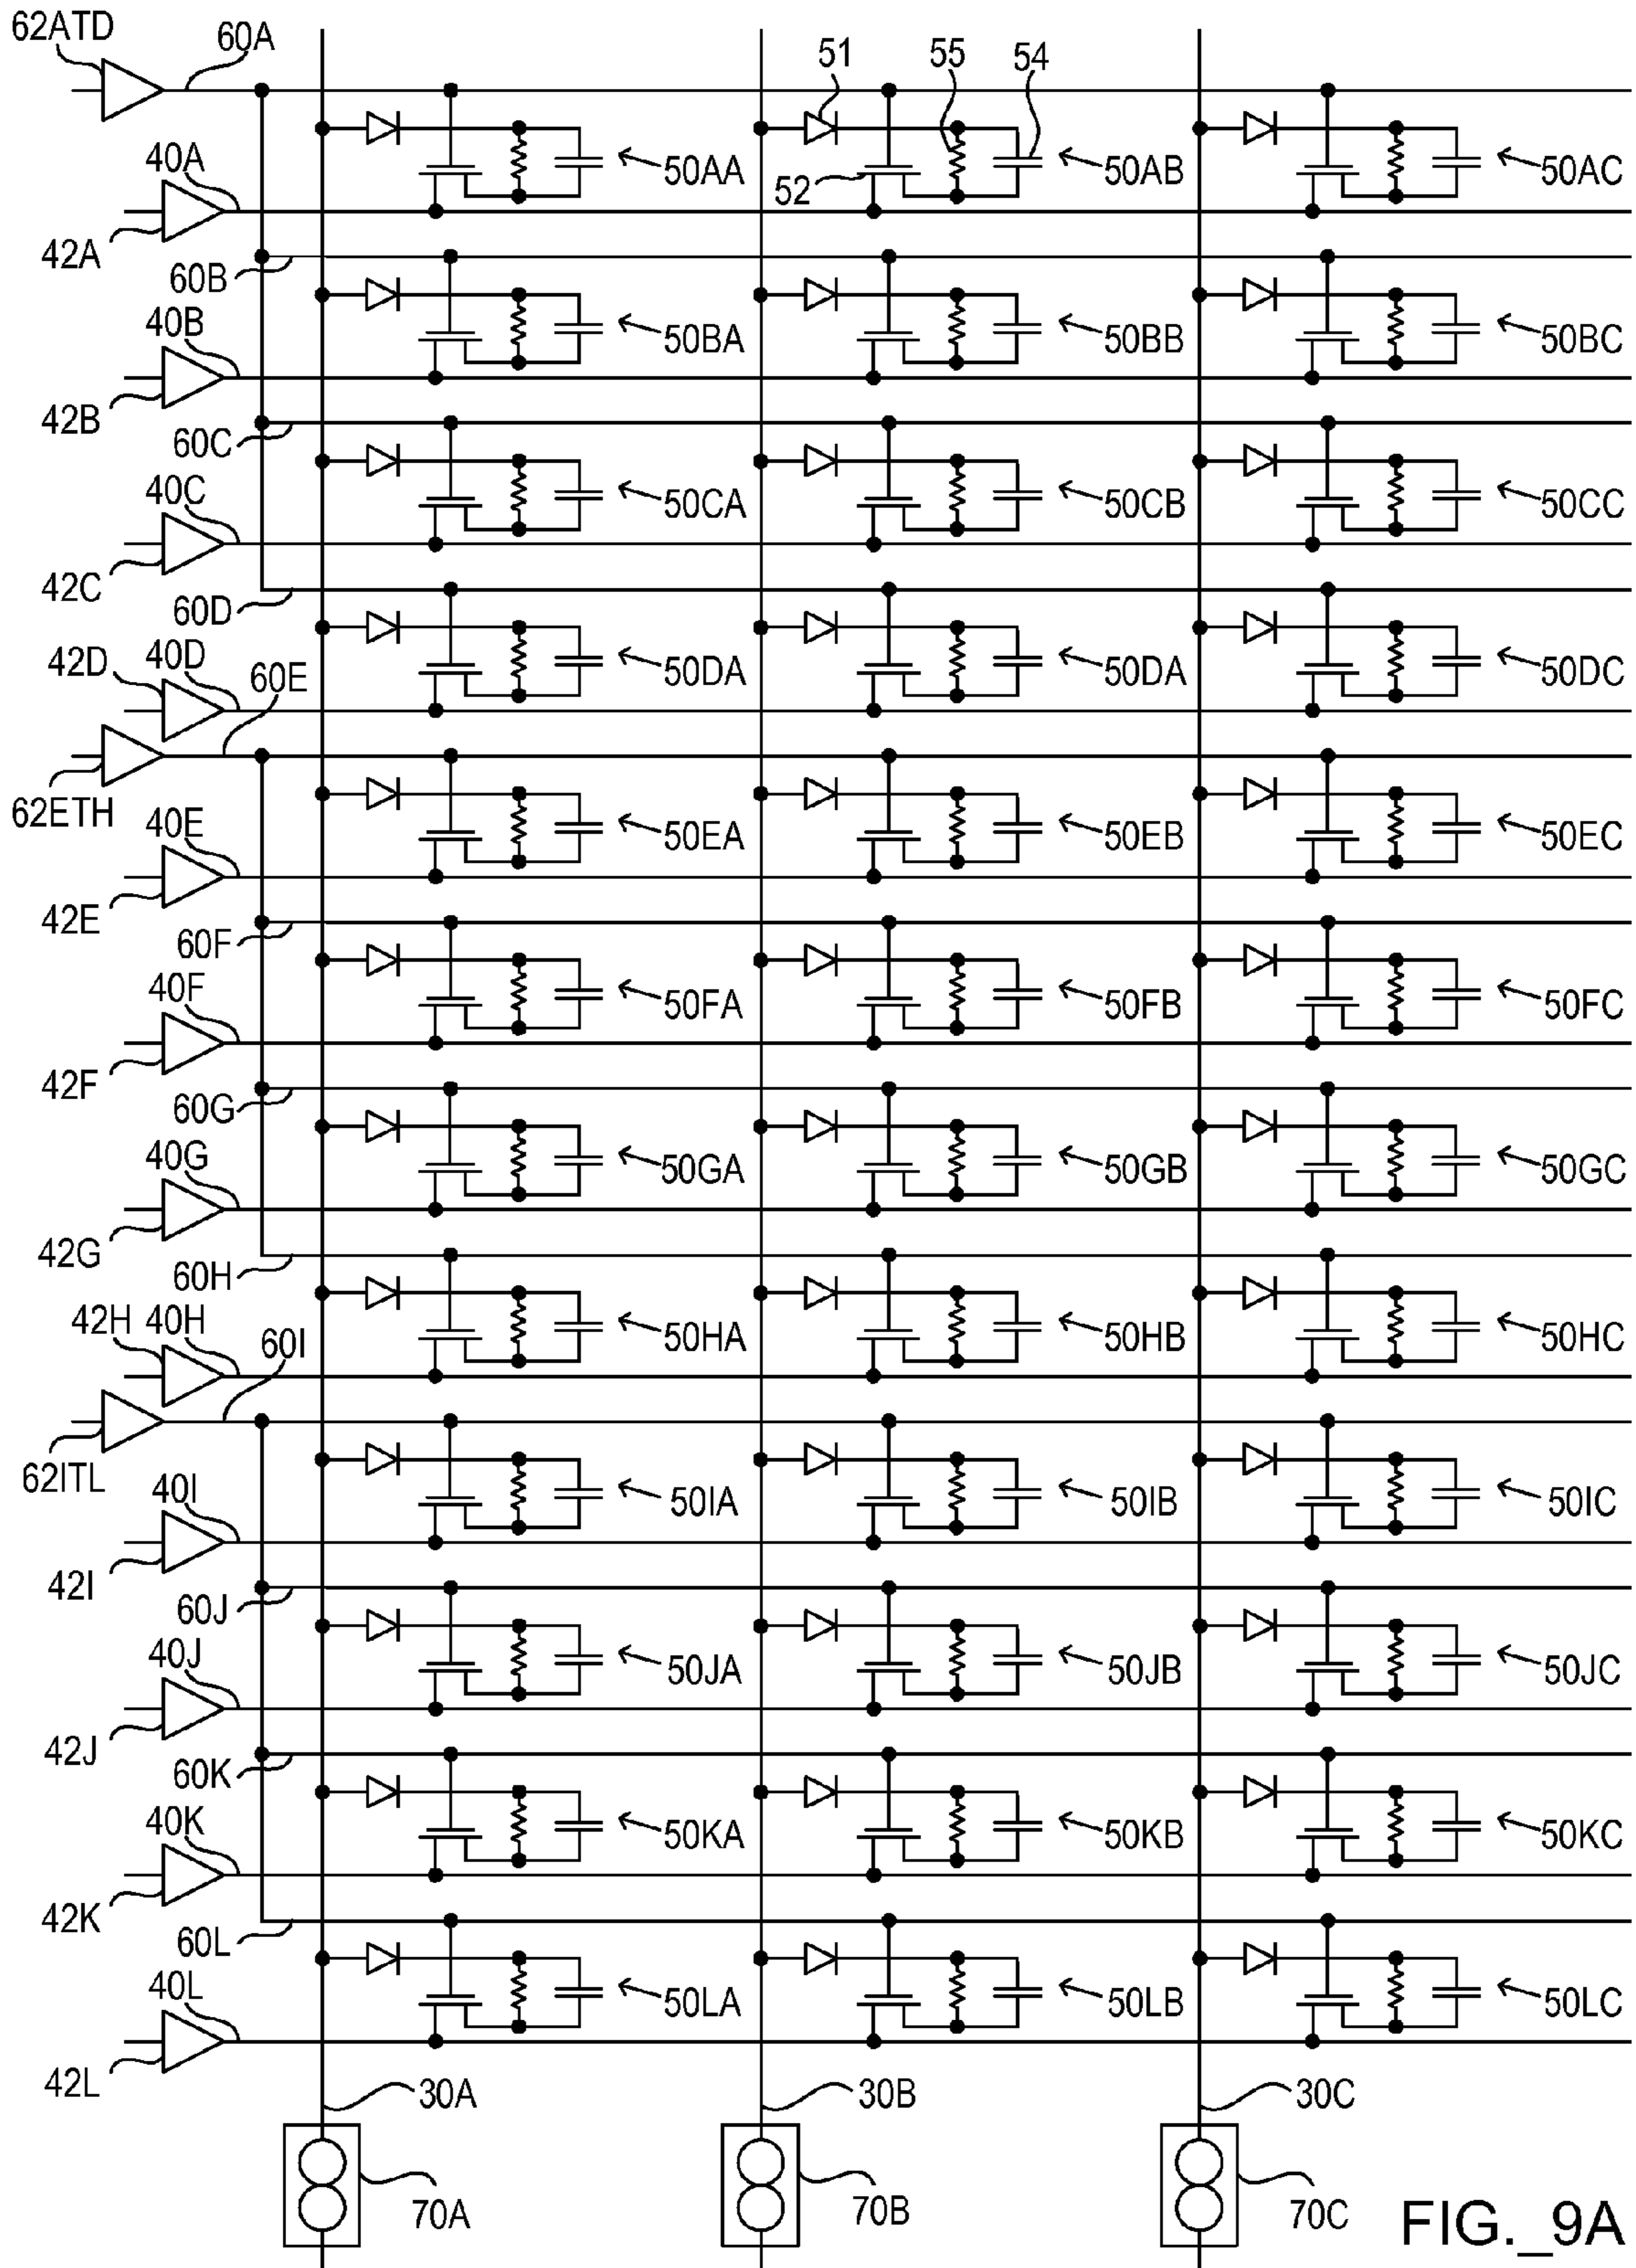 62ATD
60A
51
55
54
40A
50AA
52
50AB
50AC
42A
60B
40B
50BA
50BB
50BC
42B
60C
40C
50CA
50CB
50CC
42C
60D
42D
40D
60E
50DA
50DA
50DC
62ETH
40E
50EA
50EB
50EC
42E
60F
40F
50FA
50FB
50FC
42F
60G
40G
50GA
50GB
50GC
42G
60H
42H
40H
60I
50HA
50HB
50HC
62ITL
40I
50IA
50IB
50IC
42I
60J
40J
50JA
50JB
50JC
42J
60K
40K
50KA
50KB
50KC
42K
60L
40L
50LA
50LB
50LC
42L
30A
30B
30C
70A
70B
70C
FIG._9A